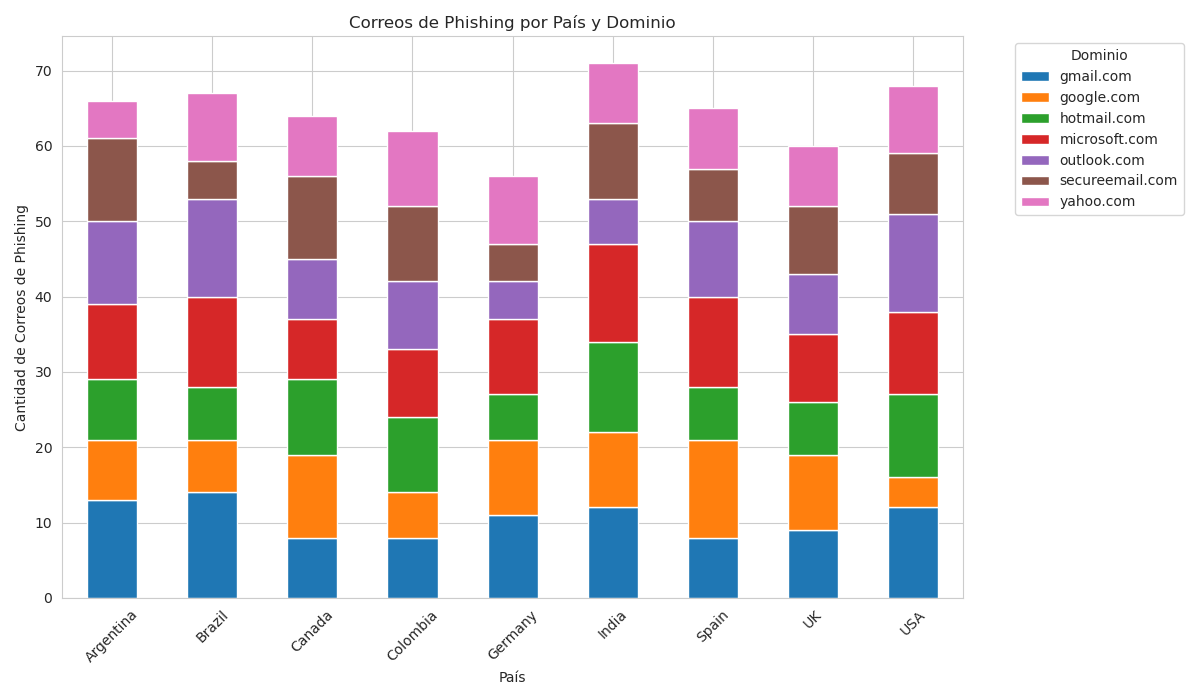 Correos de Phishing por País y Dominio
Cantidad de Correos de Phishing
70
60
50
40
30
20
10
0
Argentina
Brazil
Canada
Colombia
Germany
India
Spain
UK
USA
País
Dominio
gmail.com
google.com
hotmail.com
microsoft.com
outlook.com
secureemail.com
yahoo.com